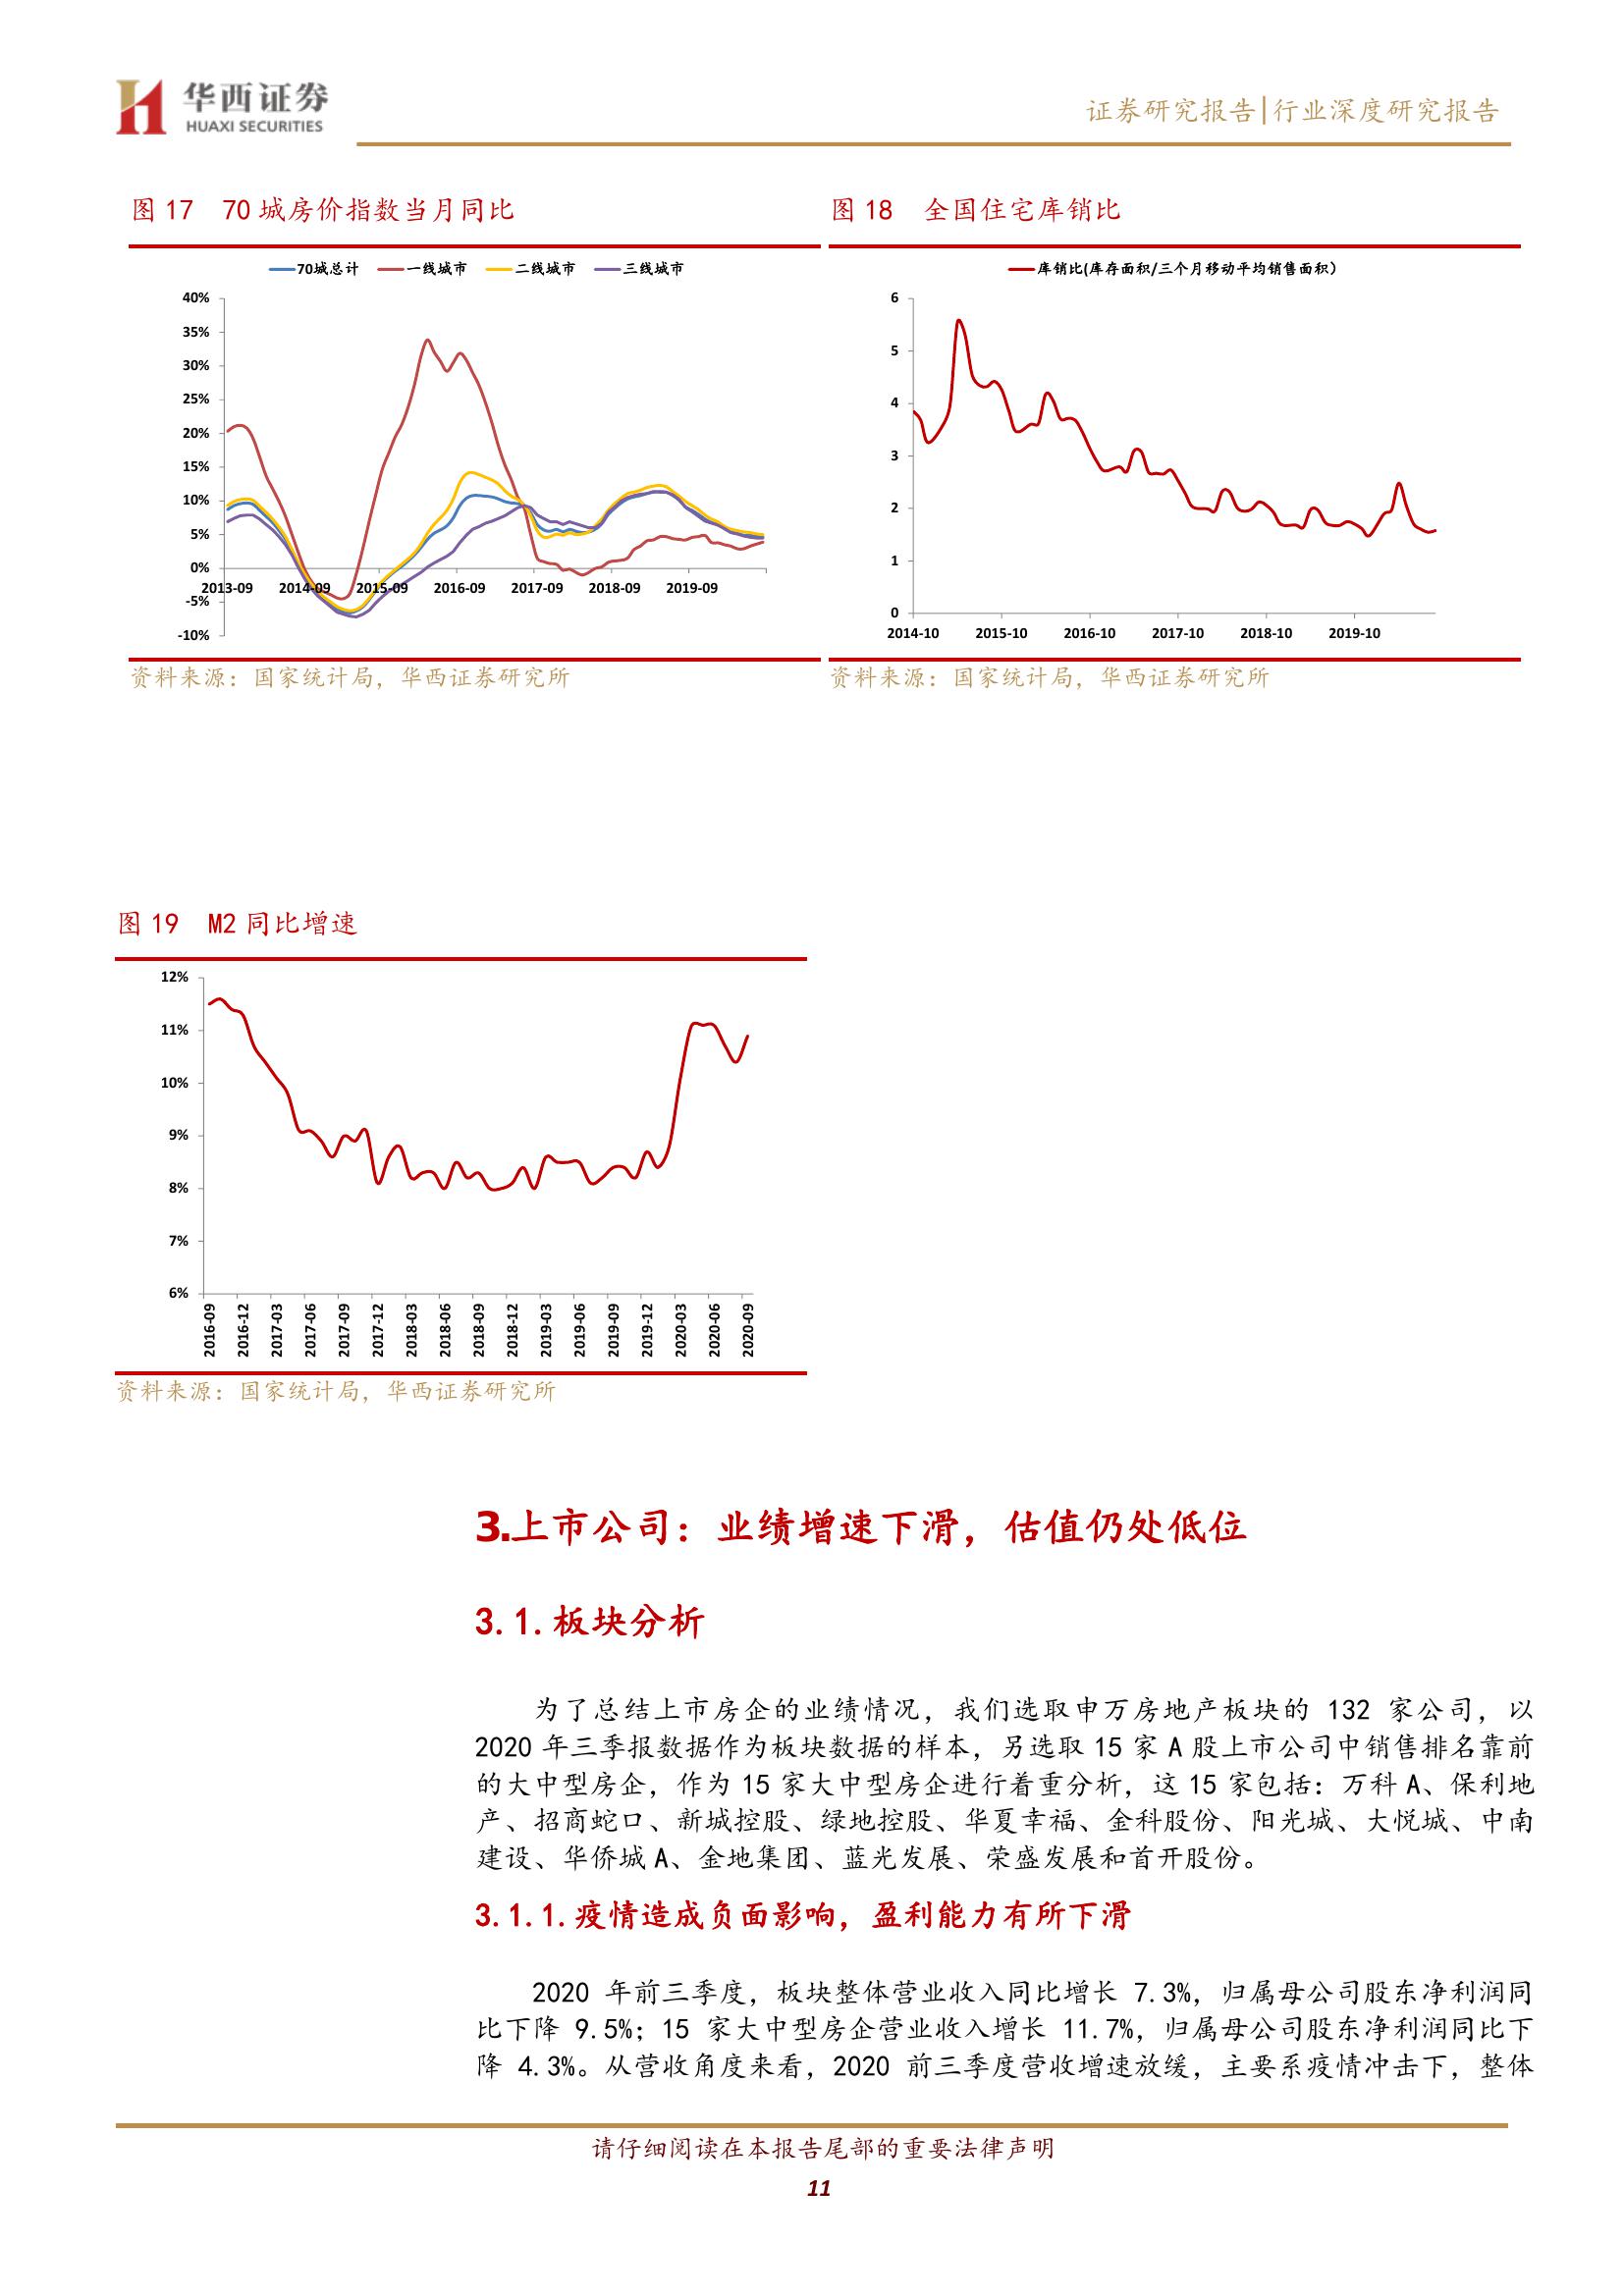 华西证券
HUAXI SECURITIES
证券研究报告|行业深度研究报告
图 17 70 城房价指数当月同比
70城总计 一线城市 二线城市 三线城市
40%
35%
30%
25%
20%
15%
10%
5%
0%
-5%
-10%
2013-09 2014-09 2015-09 2016-09 2017-09 2018-09 2019-09
资料来源：国家统计局，华西证券研究所
图 18 全国住宅库销比
库销比(库存面积/三个月移动平均销售面积)
6
5
4
3
2
1
0
2014-10 2015-10 2016-10 2017-10 2018-10 2019-10
资料来源：国家统计局，华西证券研究所
图 19 M2 同比增速
12%
11%
10%
9%
8%
7%
6%
2016-09 2016-12 2017-03 2017-06 2017-09 2017-12 2018-03 2018-06 2018-09 2018-12 2019-03 2019-06 2019-09 2019-12 2020-03 2020-06 2020-09
资料来源：国家统计局，华西证券研究所
3.上市公司：业绩增速下滑，估值仍处低位
3.1.板块分析
为了总结上市房企的业绩情况，我们选取申万房地产板块的 132 家公司，以
2020 年三季报数据作为板块数据的样本，另选取 15 家 A 股上市公司中销售排名靠前
的大中型房企，作为 15 家大中型房企进行着重分析，这 15 家包括：万科 A、保利地
产、招商蛇口、新城控股、绿地控股、华夏幸福、金科股份、阳光城、大悦城、中南
建设、华侨城 A、金地集团、蓝光发展、荣盛发展和首开股份。
3.1.1.疫情造成负面影响，盈利能力有所下滑
2020 年前三季度，板块整体营业收入同比增长 7.3%，归属母公司股东净利润同
比下降 9.5%；15 家大中型房企营业收入增长 11.7%，归属母公司股东净利润同比下
降 4.3%。从营收角度来看，2020 前三季度营收增速放缓，主要系疫情冲击下，整体
请仔细阅读在本报告尾部的重要法律声明
11